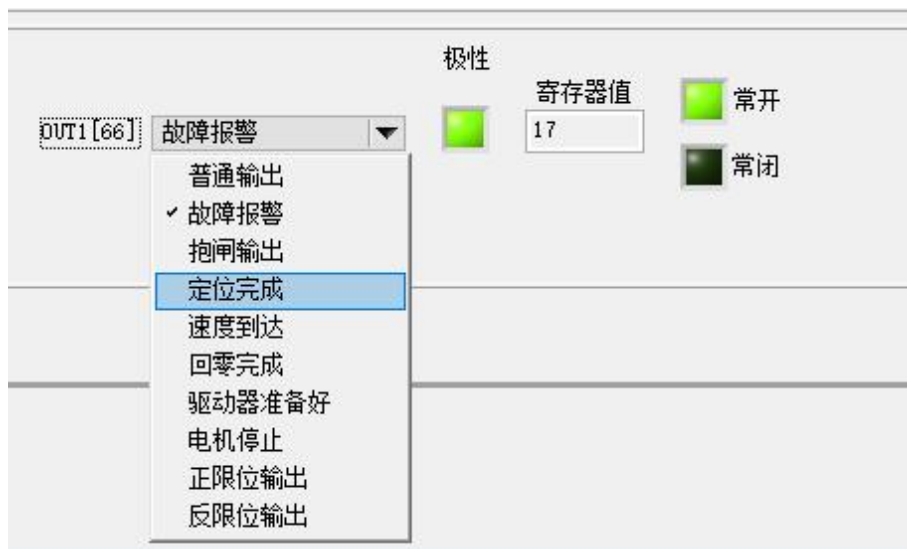 极性
寄存器值
常开
OUT1[66] 故障报警
17
常闭
普通输出
故障报警
抱闸输出
定位完成
速度到达
回零完成
驱动器准备好
电机停止
正限位输出
反限位输出